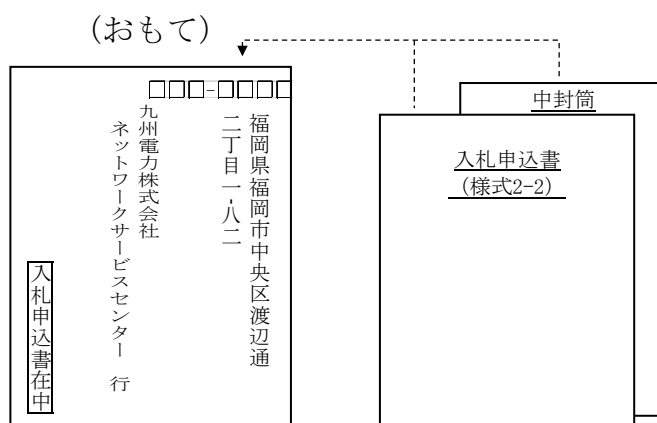 (おもて)
□□□-□□□□
福岡県福岡市中央区渡辺通
二丁目一-八二
九州電力株式会社
ネットワークサービスセンター 行
入札申込書在中
中封筒
入札申込書
(様式2-2)